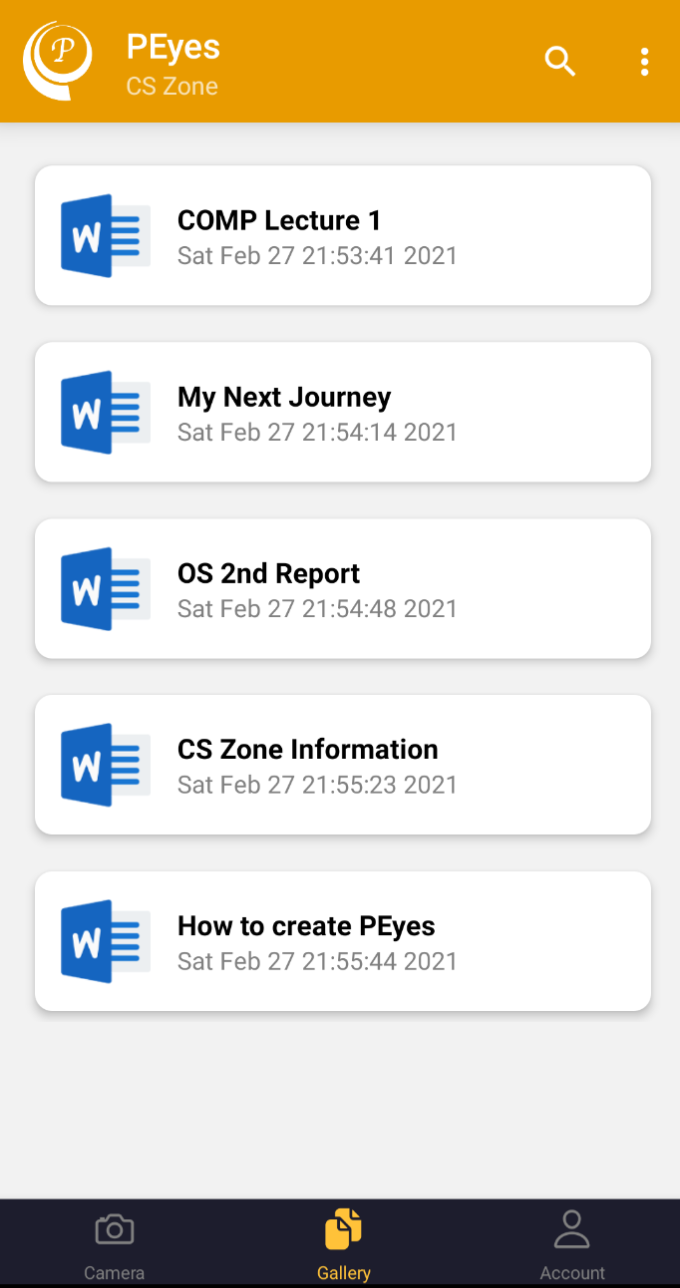 P
PEyes
CS Zone
W
COMP Lecture 1
Sat Feb 27 21:53:41 2021
W
My Next Journey
Sat Feb 27 21:54:14 2021
W
OS 2nd Report
Sat Feb 27 21:54:48 2021
W
CS Zone Information
Sat Feb 27 21:55:23 2021
W
How to create PEyes
Sat Feb 27 21:55:44 2021
Camera
Gallery
Account